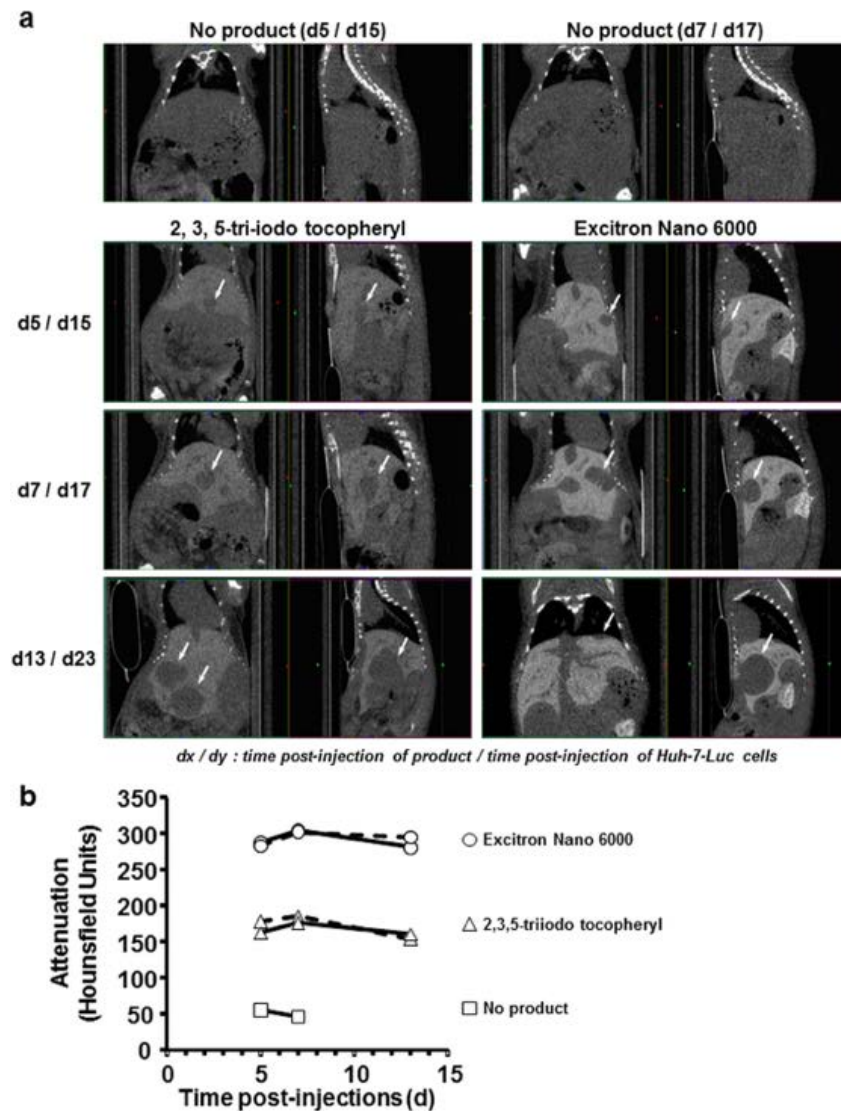 a
No product (d5 / d15)
No product (d7 / d17)
2, 3, 5-tri-iodo tocopheryl
Excitron Nano 6000
d5 / d15
d7 / d17
d13 / d23
dx / dy : time post-injection of product / time post-injection of Huh-7-Luc cells
b
Attenuation
(Hounsfield Units)
350
300
250
200
150
100
50
0
0
5
10
15
Time post-injections (d)
Excitron Nano 6000
2,3,5-triiodo tocopheryl
No product